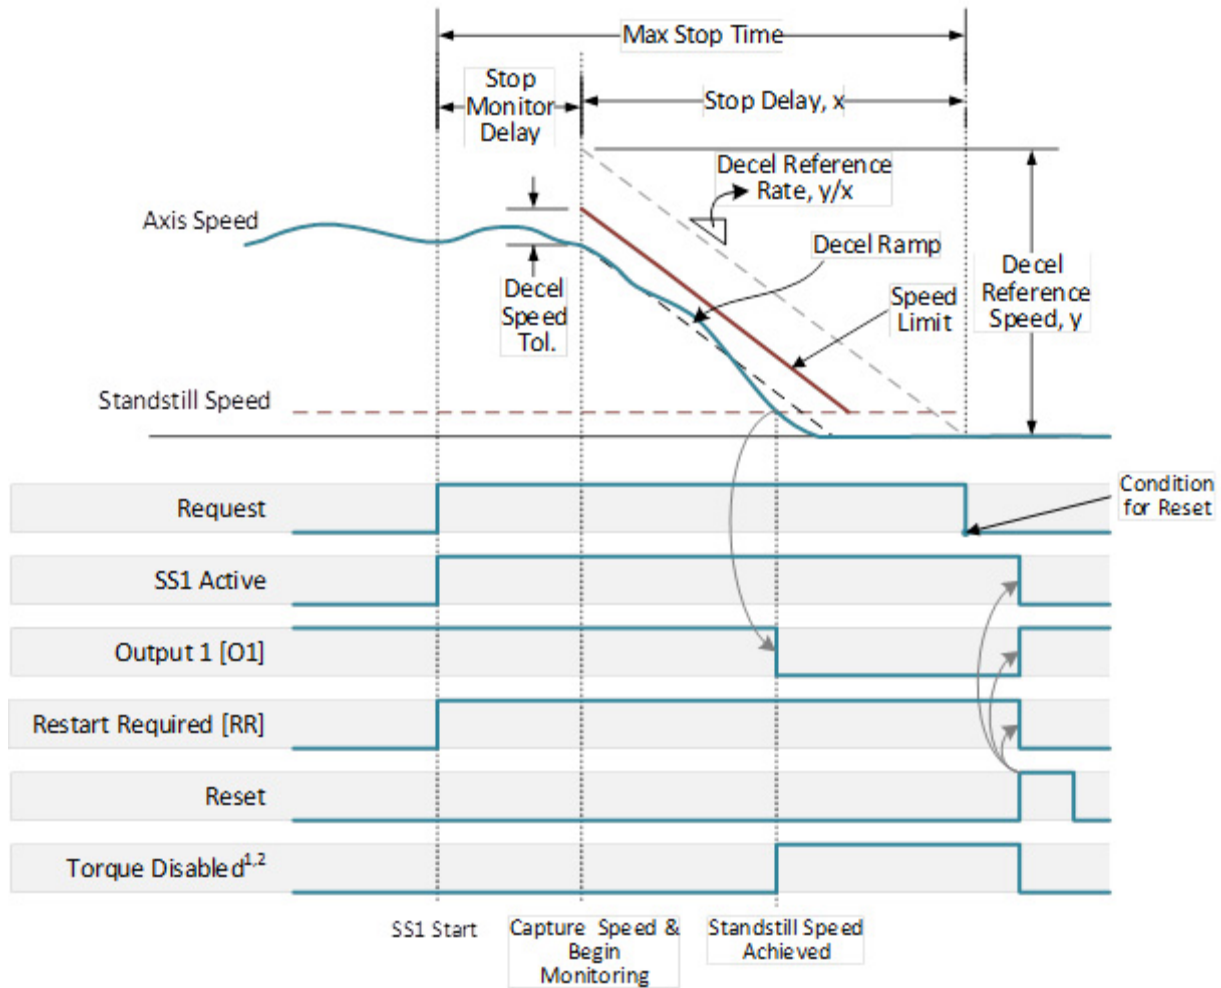 Max Stop Time
Stop
Monitor
Delay
Stop Delay, x
Decel Reference
Rate, y/x
Axis Speed
Decel Ramp
Decel
Speed
Tol.
Speed
Limit
Decel
Reference
Speed, y
Standstill Speed
Condition
for Reset
Request
SS1 Active
Output 1 [O1]
Restart Required [RR]
Reset
Torque Disabled1,2
SS1 Start
Capture Speed &
Begin
Monitoring
Standstill Speed
Achieved